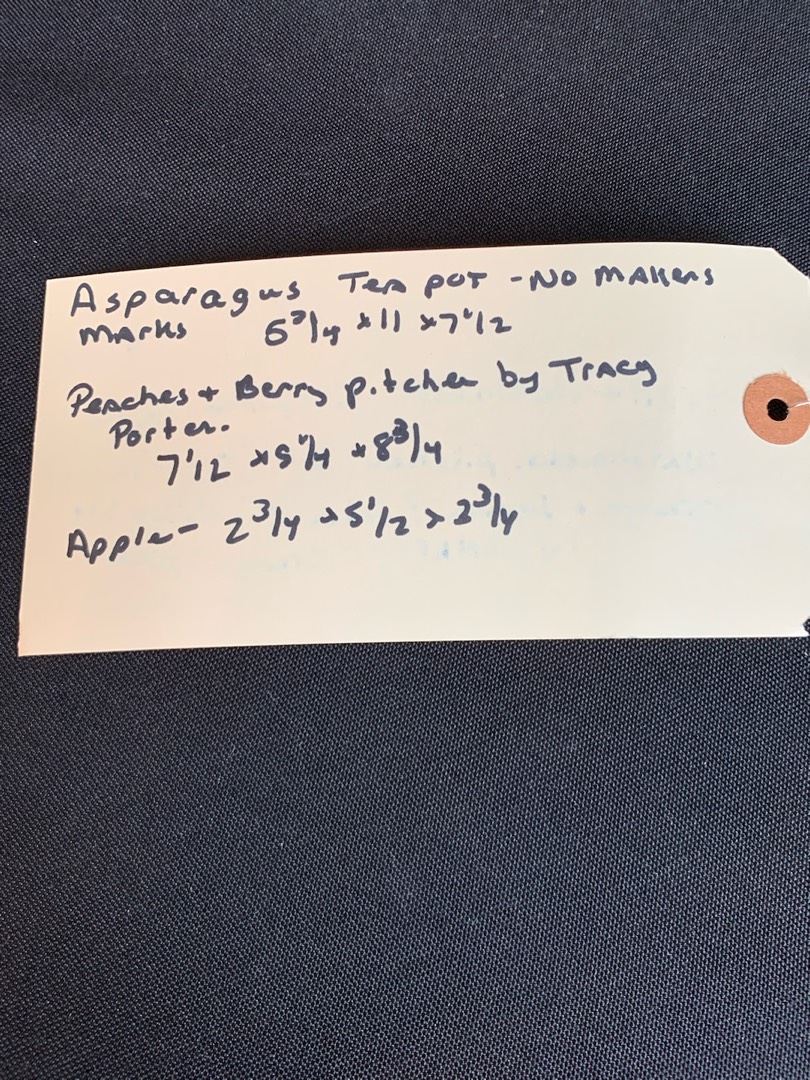 Asparagus Tea pot - No makers
marks 6 3/4 x 11 x 7 1/2
Peaches + Berry pitcher by Tracy
Porter.
7 1/2 x 5 1/4 x 8 3/4
Apple - 2 3/4 x 5 1/2 x 2 3/4